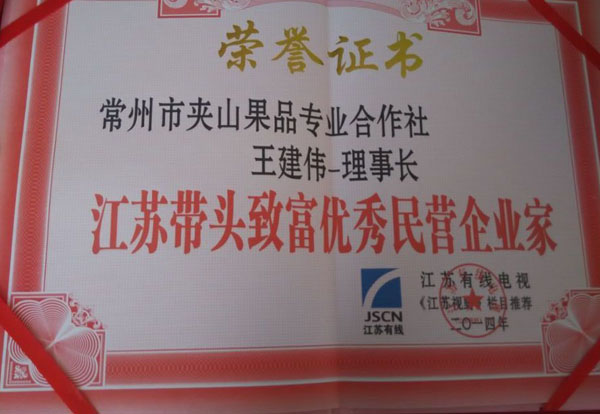 荣誉证书
常州市夹山果品专业合作社
王建伟-理事长
江苏带头致富优秀民营企业家
JSCN
江苏有线
江苏有线电视
《江苏视 栏目推荐
二〇一四年